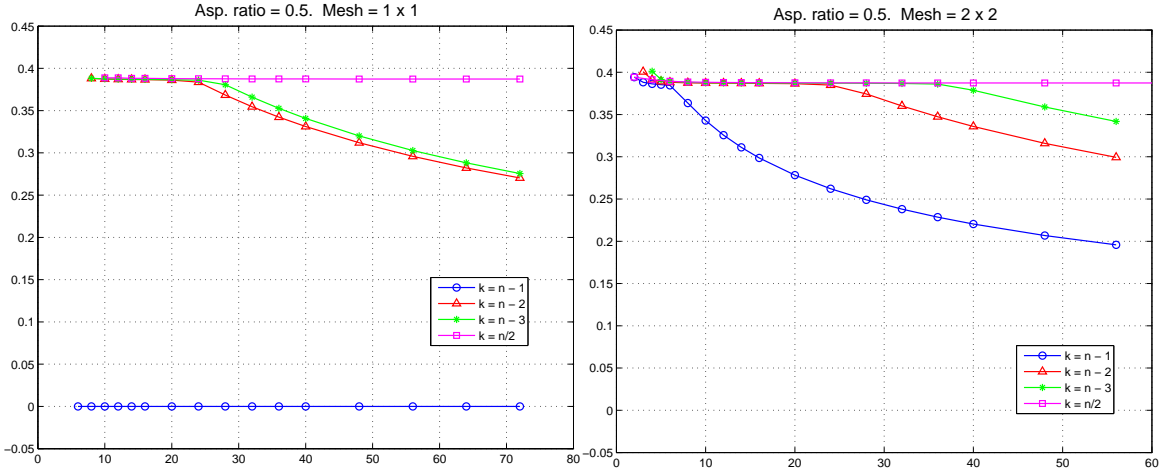 Asp. ratio = 0.5. Mesh = 1 x 1
0.45
0.4
0.35
0.3
0.25
0.2
0.15
0.1
0.05
0
−0.05
0 10 20 30 40 50 60 70 80
k = n − 1
k = n − 2
k = n − 3
k = n/2
Asp. ratio = 0.5. Mesh = 2 x 2
0.45
0.4
0.35
0.3
0.25
0.2
0.15
0.1
0.05
0
−0.05
0 10 20 30 40 50 60
k = n − 1
k = n − 2
k = n − 3
k = n/2